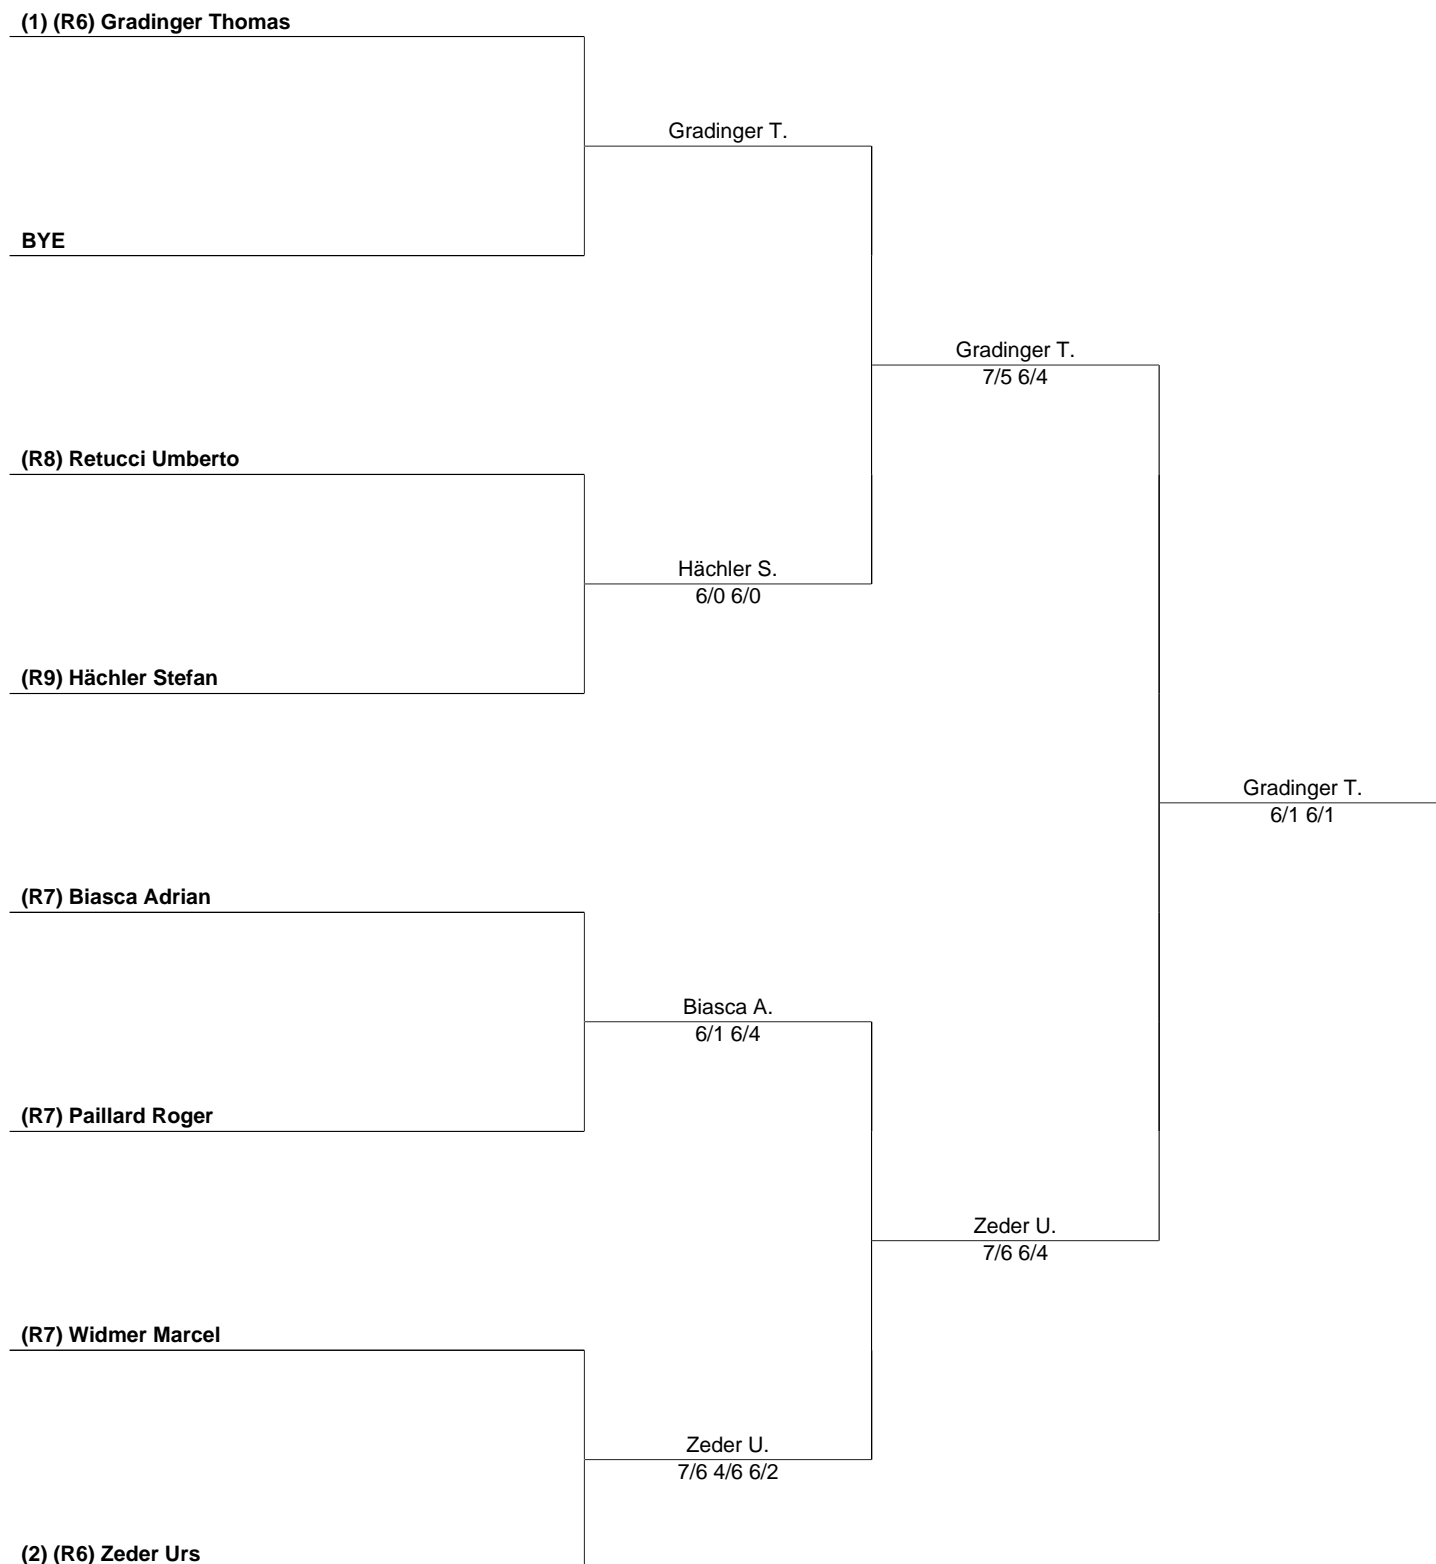 (1) (R6) Gradinger Thomas
Gradinger T.
BYE
Gradinger T.
7/5 6/4
(R8) Retucci Umberto
Hächler S.
6/0 6/0
(R9) Hächler Stefan
Gradinger T.
6/1 6/1
(R7) Biasca Adrian
Biasca A.
6/1 6/4
(R7) Paillard Roger
Zeder U.
7/6 6/4
(R7) Widmer Marcel
Zeder U.
7/6 4/6 6/2
(2) (R6) Zeder Urs